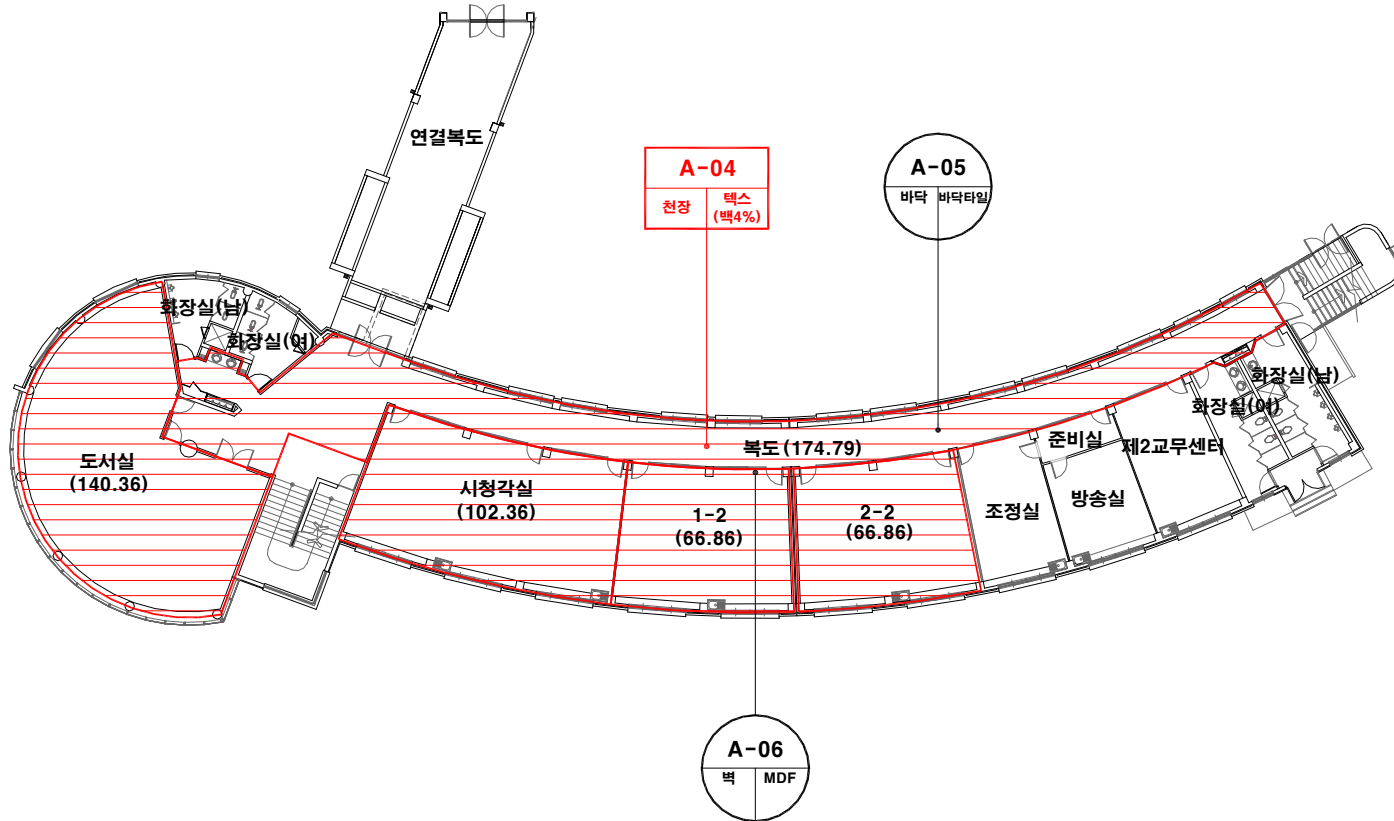 연결복도
A-04
천장
텍스
(백4%)
A-05
바닥
바닥타일
화장실(남)
화장실(여)
도서실
(140.36)
복도(174.79)
시청각실
(102.36)
1-2
(66.86)
2-2
(66.86)
준비실
조정실
방송실
제2교무센터
화장실(여)
화장실(남)
A-06
벽
MDF